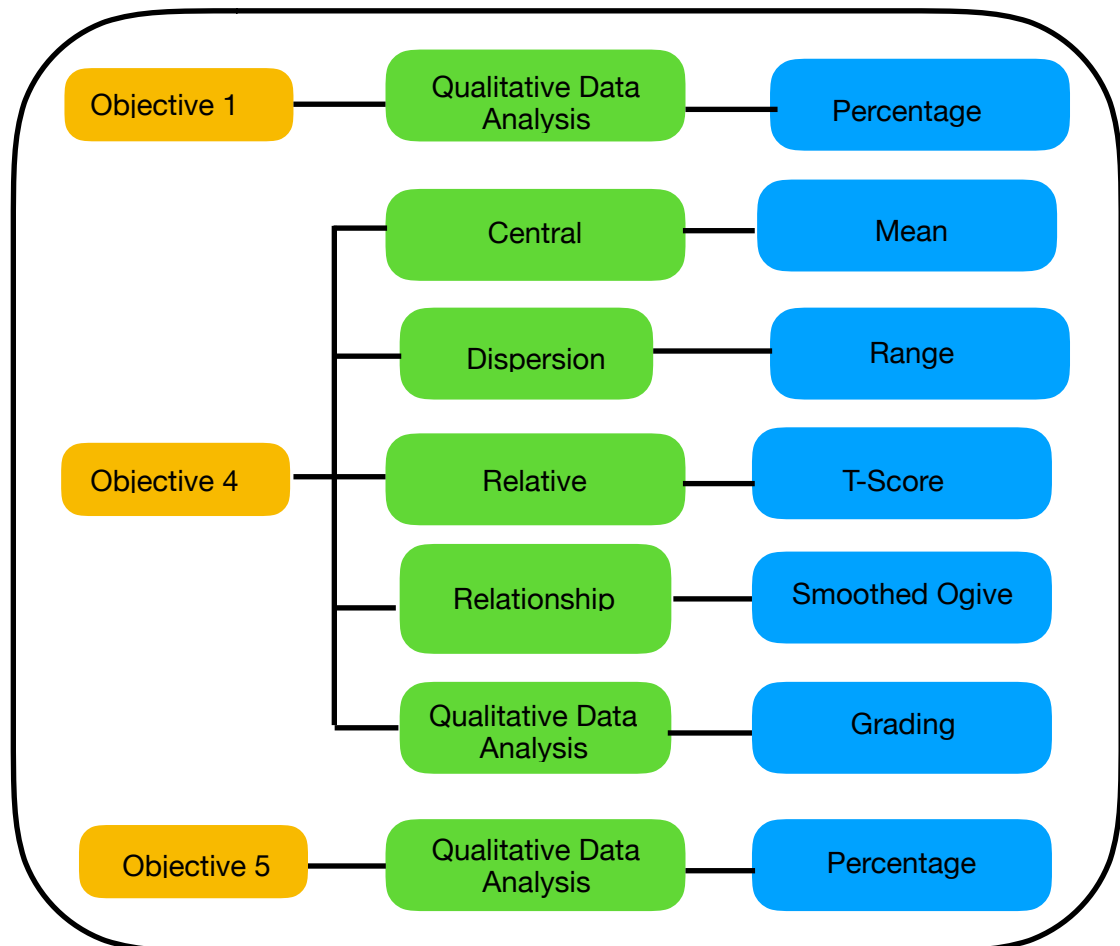 Objective 1
Qualitative Data
Analysis
Percentage
Central
Mean
Dispersion
Range
Objective 4
Relative
T-Score
Relationship
Smoothed Ogive
Qualitative Data
Analysis
Grading
Objective 5
Qualitative Data
Analysis
Percentage